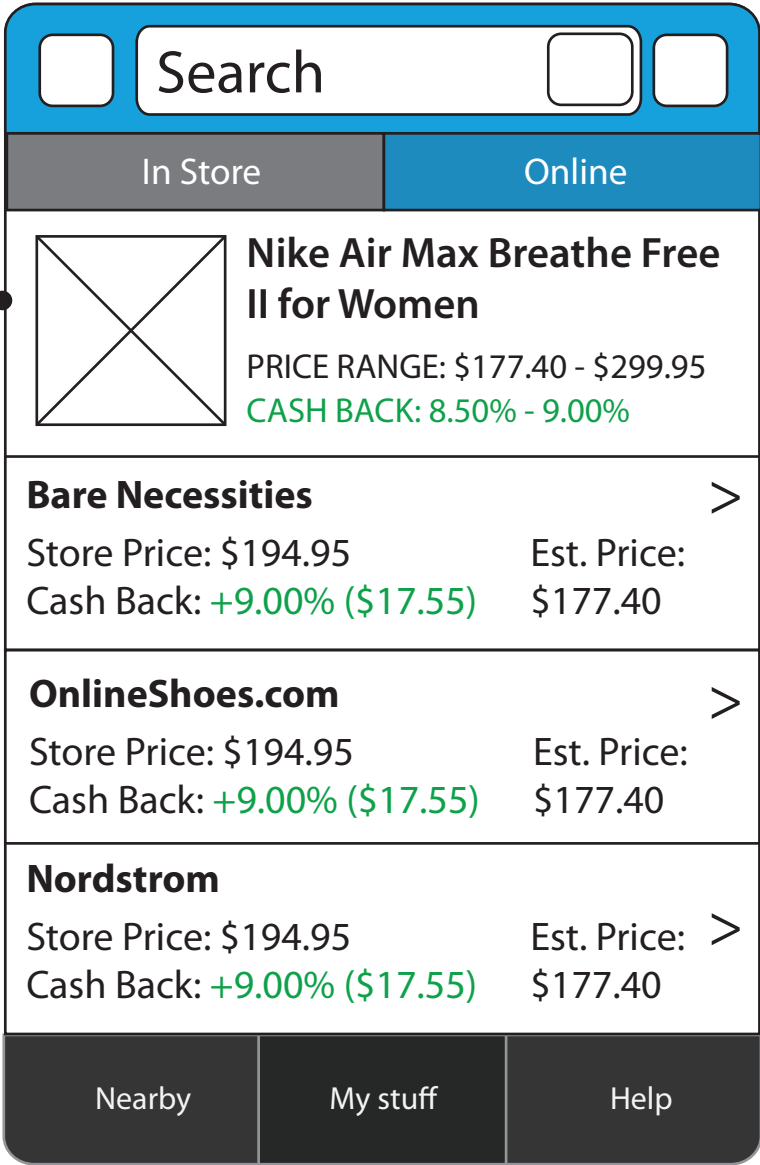 Search
In Store
Online
Nike Air Max Breathe Free
II for Women
PRICE RANGE: $177.40 - $299.95
CASH BACK: 8.50% - 9.00%
Bare Necessities
>
Store Price: $194.95
Est. Price:
Cash Back: +9.00% ($17.55)
$177.40
OnlineShoes.com
>
Store Price: $194.95
Est. Price:
Cash Back: +9.00% ($17.55)
$177.40
Nordstrom
Store Price: $194.95
Est. Price:
>
Cash Back: +9.00% ($17.55)
$177.40
Nearby
My stuff
Help